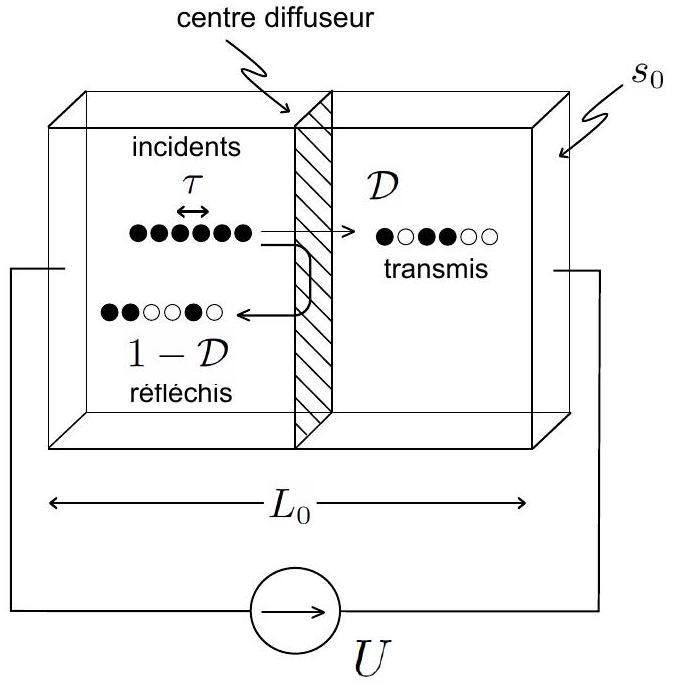 centre diffuseur
s₀
incidents
τ
𝒟
transmis
1 − 𝒟
réfléchis
L₀
U